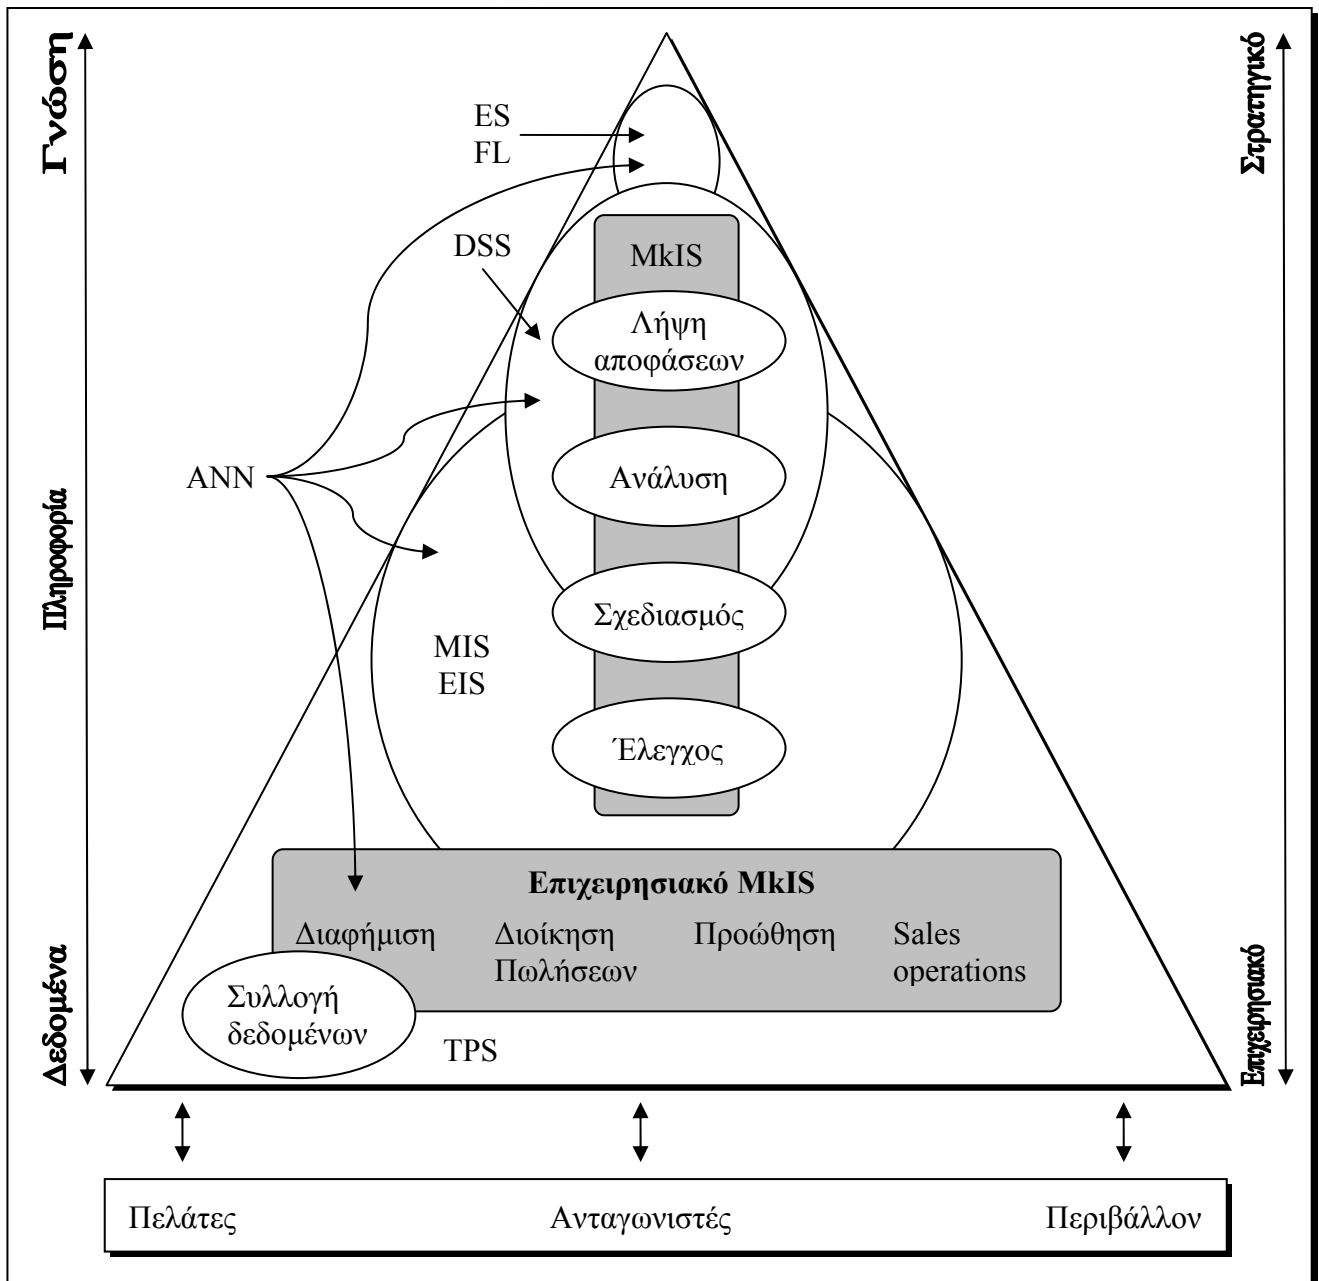 Γνώση
Στρατηγικό
ES
FL
DSS
MkIS
Λήψη
αποφάσεων
ANN
Ανάλυση
Πληροφορία
Σχεδιασμός
MIS
EIS
Έλεγχος
Επιχειρησιακό MkIS
Διαφήμιση
Διοίκηση
Πωλήσεων
Προώθηση
Sales
operations
Δεδομένα
Επιχειρησιακό
Συλλογή
δεδομένων
TPS
Πελάτες
Ανταγωνιστές
Περιβάλλον